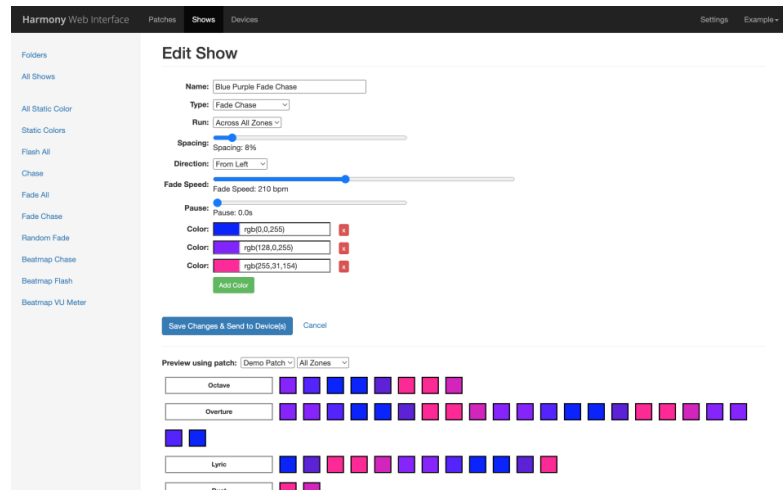 Harmony Web Interface Patches Shows Devices Settings Example
Folders
All Shows
All Static Color
Static Colors
Flash All
Chase
Fade All
Fade Chase
Random Fade
Beatmap Chase
Beatmap Flash
Beatmap VU Meter
Edit Show
Name: Blue Purple Fade Chase
Type: Fade Chase
Run: Across All Zones
Spacing:
Spacing: 8%
Direction: From Left
Fade Speed:
Fade Speed: 210 bpm
Pause:
Pause: 0.0s
Color: rgb(0,0,255) x
Color: rgb(128,0,255) x
Color: rgb(255,31,154) x
Add Color
Save Changes & Send to Device(s) Cancel
Preview using patch: Demo Patch All Zones
Octave
Overture
Lyric